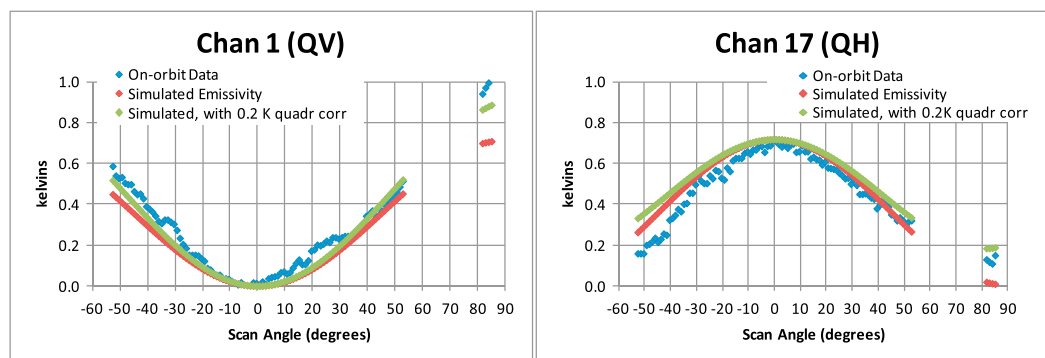 Chan 1 (QV)
On-orbit Data
Simulated Emissivity
Simulated, with 0.2 K quadr corr
kelvins
1.0
0.8
0.6
0.4
0.2
0.0
-60 -50 -40 -30 -20 -10 0 10 20 30 40 50 60 70 80 90
Scan Angle (degrees)
Chan 17 (QH)
On-orbit Data
Simulated Emissivity
Simulated, with 0.2K quadr corr
kelvins
1.0
0.8
0.6
0.4
0.2
0.0
-60 -50 -40 -30 -20 -10 0 10 20 30 40 50 60 70 80 90
Scan Angle (degrees)